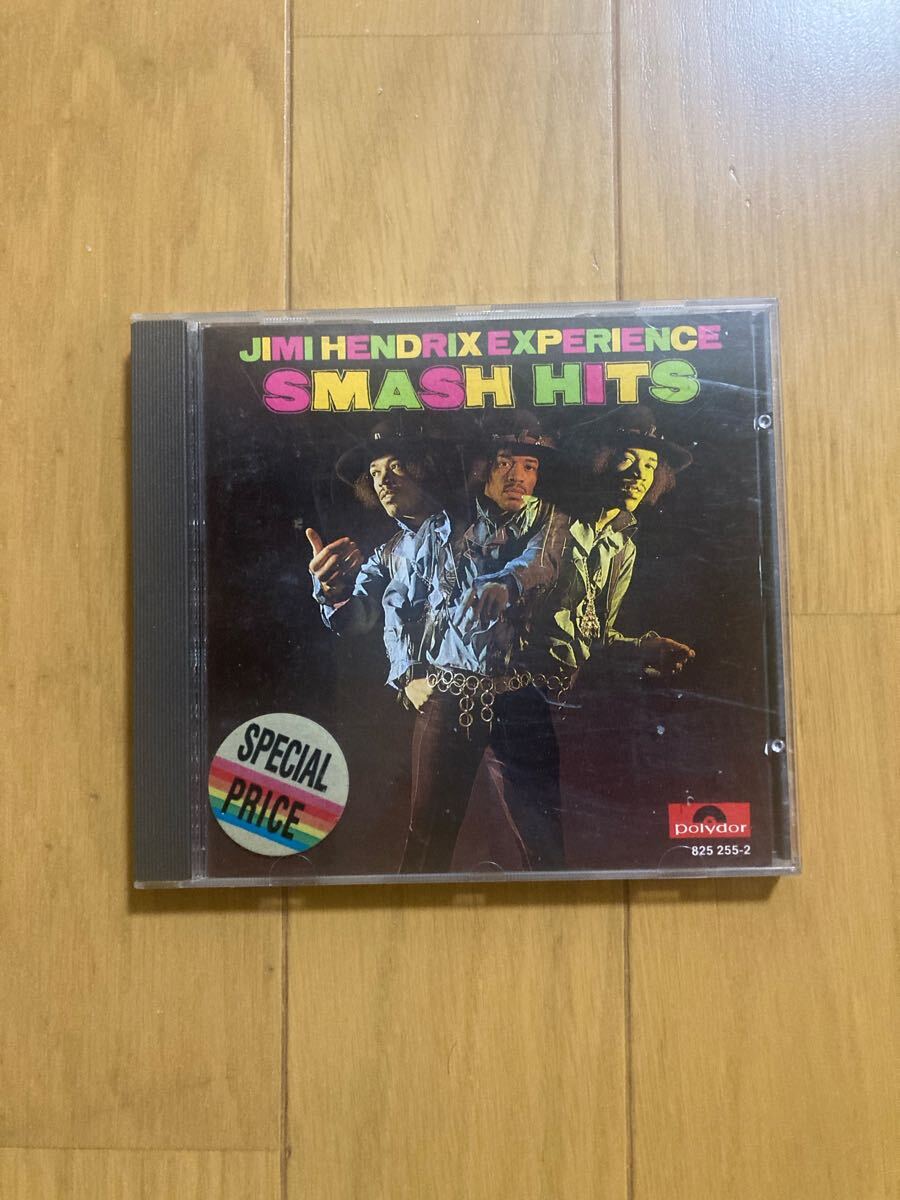 JIMI HENDRIX EXPERIENCE
SMASH HITS
SPECIAL
PRICE
polydor
825 255-2